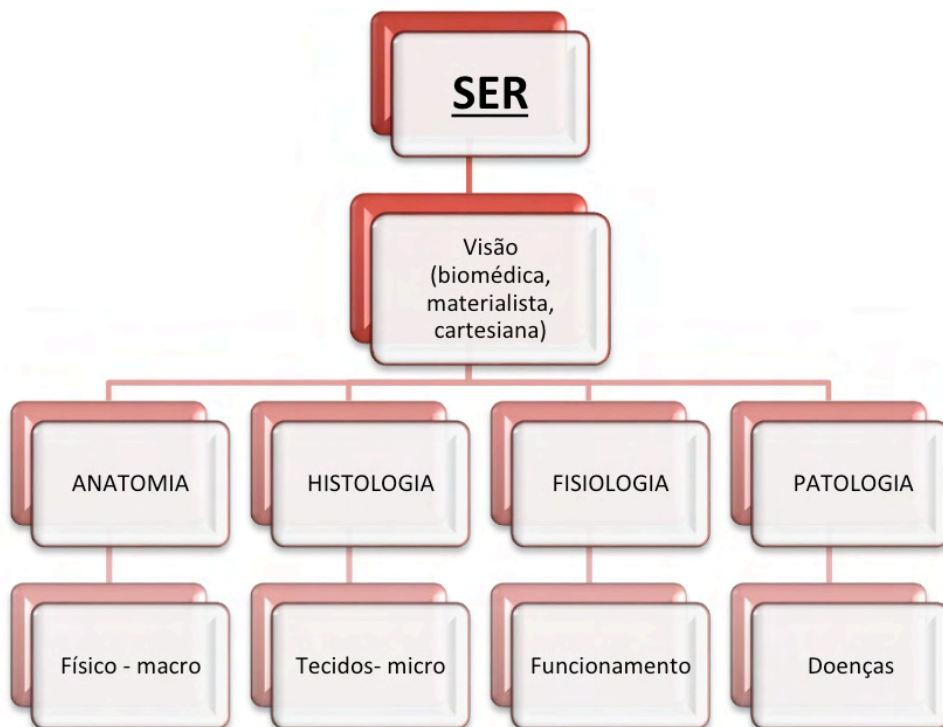 SER
Visão
(biomédica,
materialista,
cartesiana)
ANATOMIA
HISTOLOGIA
FISIOLOGIA
PATOLOGIA
Físico - macro
Tecidos- micro
Funcionamento
Doenças